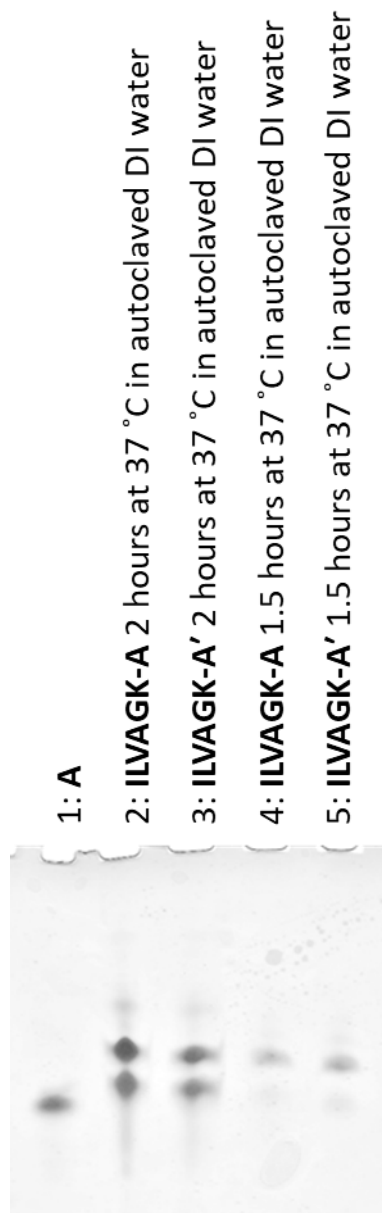 1: A
2: ILVAGK-A 2 hours at 37 ˚C in autoclaved DI water
3: ILVAGK-A’ 2 hours at 37 ˚C in autoclaved DI water
4: ILVAGK-A 1.5 hours at 37 ˚C in autoclaved DI water
5: ILVAGK-A’ 1.5 hours at 37 ˚C in autoclaved DI water